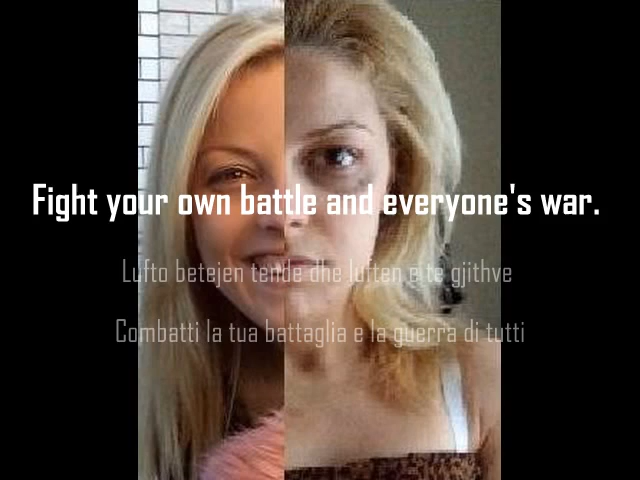 Fight your own battle and everyone's war.
Lufto betejen tende dhe luften e te gjithve
Combatti la tua battaglia e la guerra di tutti